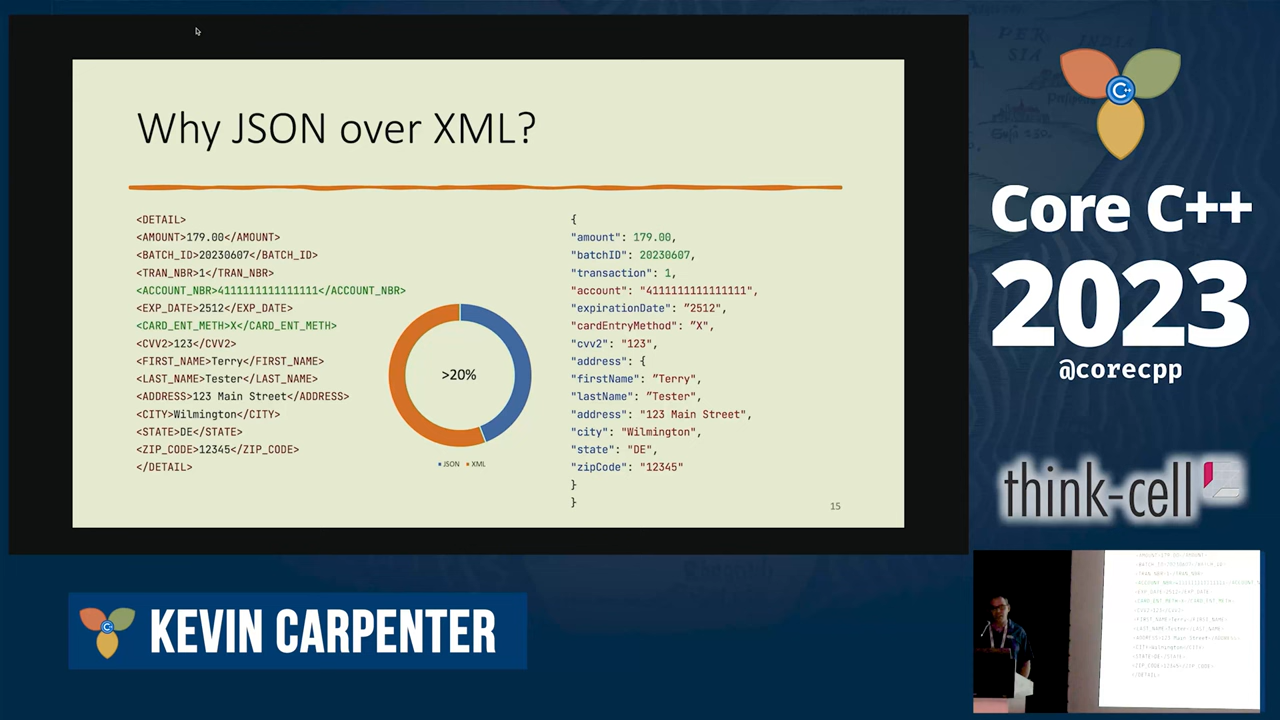 Why JSON over XML?
<DETAIL>
<AMOUNT>179.00</AMOUNT>
<BATCH_ID>20230607</BATCH_ID>
<TRAN_NBR>1</TRAN_NBR>
<ACCOUNT_NBR>4111111111111111</ACCOUNT_NBR>
<EXP_DATE>2512</EXP_DATE>
<CARD_ENT_METH>X</CARD_ENT_METH>
<CVV2>123</CVV2>
<FIRST_NAME>Terry</FIRST_NAME>
<LAST_NAME>Tester</LAST_NAME>
<ADDRESS>123 Main Street</ADDRESS>
<CITY>Wilmington</CITY>
<STATE>DE</STATE>
<ZIP_CODE>12345</ZIP_CODE>
</DETAIL>
>20%
JSON XML
{
"amount": 179.00,
"batchID": 20230607,
"transaction": 1,
"account": "4111111111111111",
"expirationDate": ”2512",
"cardEntryMethod": ”X",
"cvv2": "123",
"address": {
"firstName": ”Terry",
"lastName": ”Tester",
"address": "123 Main Street",
"city": "Wilmington",
"state": "DE",
"zipCode": "12345"
}
}
15
C++
Core C++
2023
@corecpp
think-cell
KEVIN CARPENTER